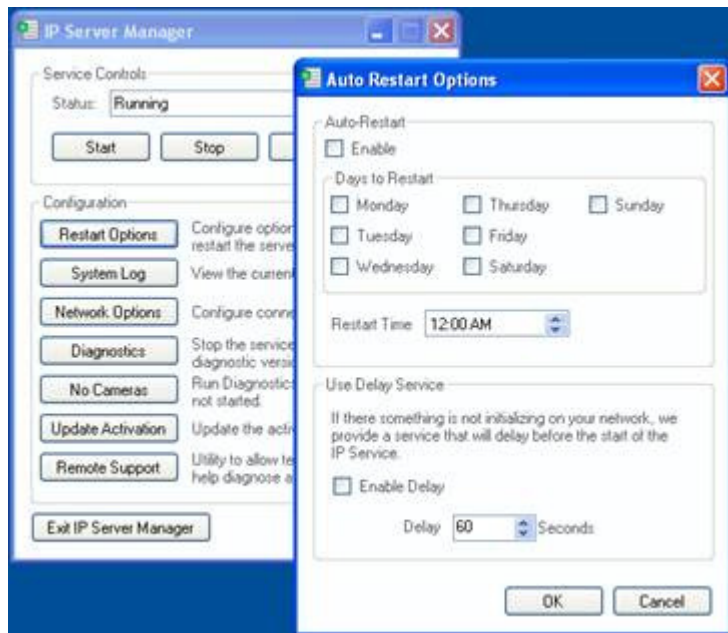 IP Server Manager
Service Controls
Status: Running
Start
Stop
Configuration
Restart Options
Configure option
restart the serve
System Log
View the current
Network Options
Configure conne
Diagnostics
Stop the service
diagnostic versi
No Cameras
Run Diagnostics
not started.
Update Activation
Update the activ
Remote Support
Utility to allow te
help diagnose a
Exit IP Server Manager
Auto Restart Options
Auto-Restart
Enable
Days to Restart
Monday Thursday Sunday
Tuesday Friday
Wednesday Saturday
Restart Time 12:00 AM
Use Delay Service
If there something is not initializing on your network, we
provide a service that will delay before the start of the
IP Service.
Enable Delay
Delay 60 Seconds
OK Cancel